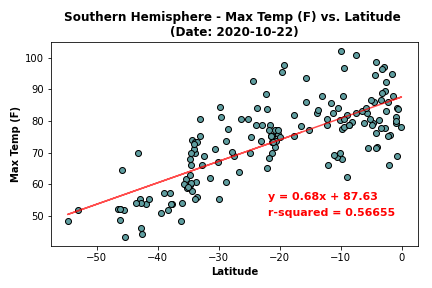 Southern Hemisphere - Max Temp (F) vs. Latitude
(Date: 2020-10-22)
Max Temp (F)
100
90
80
70
60
50
y = 0.68x + 87.63
r-squared = 0.56655
−50 −40 −30 −20 −10 0
Latitude